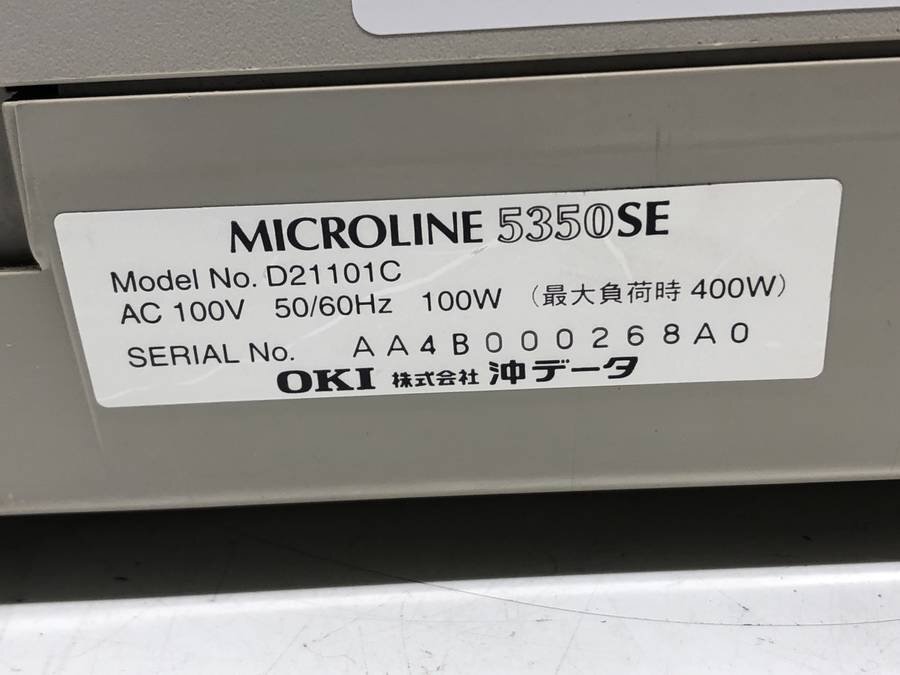 MICROLINE 5350SE
Model No. D21101C
AC 100V 50/60Hz 100W (最大負荷時 400W)
SERIAL No. AA4B000268A0
OKI 株式会社 沖データ